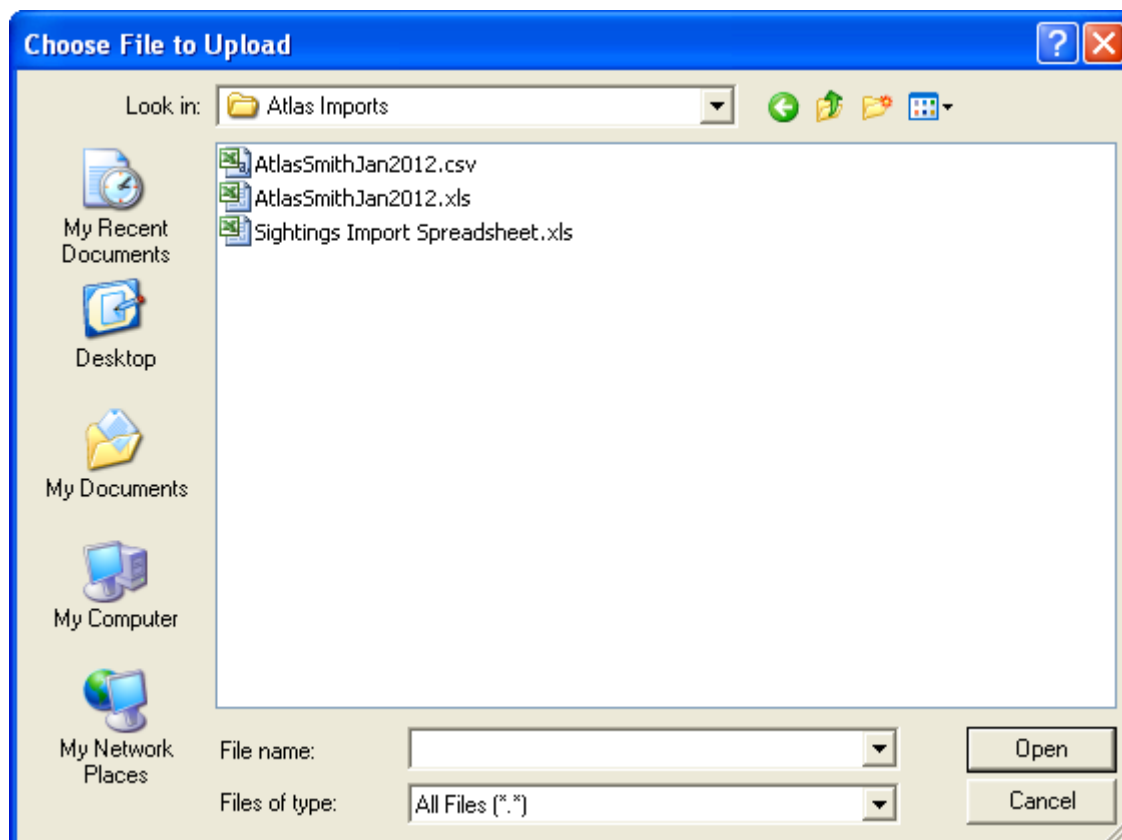 Choose File to Upload
Look in: Atlas Imports
AtlasSmithJan2012.csv
AtlasSmithJan2012.xls
Sightings Import Spreadsheet.xls
My Recent
Documents
Desktop
My Documents
My Computer
My Network
Places
File name:
Open
Files of type: All Files (*.*)
Cancel